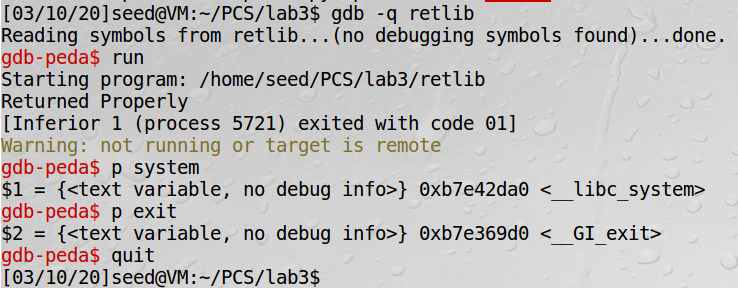 [03/10/20]seed@VM:~/PCS/lab3$ gdb -q retlib
Reading symbols from retlib...(no debugging symbols found)...done.
gdb-peda$ run
Starting program: /home/seed/PCS/lab3/retlib
Returned Properly
[Inferior 1 (process 5721) exited with code 01]
Warning: not running or target is remote
gdb-peda$ p system
$1 = {<text variable, no debug info>} 0xb7e42da0 <__libc_system>
gdb-peda$ p exit
$2 = {<text variable, no debug info>} 0xb7e369d0 <__GI_exit>
gdb-peda$ quit
[03/10/20]seed@VM:~/PCS/lab3$